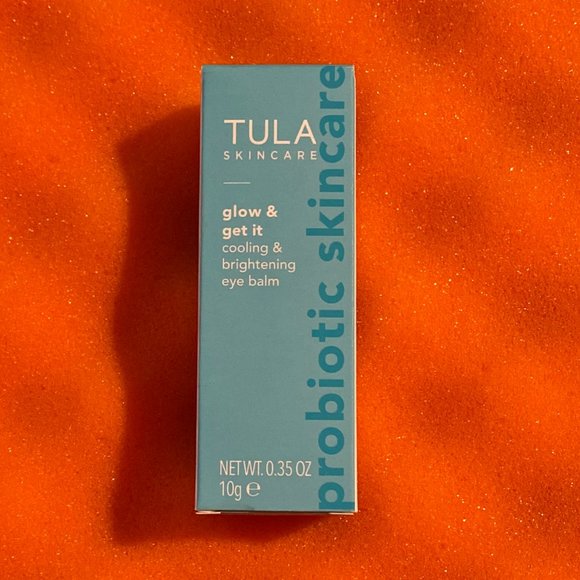 TULA
SKINCARE
glow &
get it
cooling &
brightening
eye balm
NET WT. 0.35 OZ
10g ℮
probiotic skincare